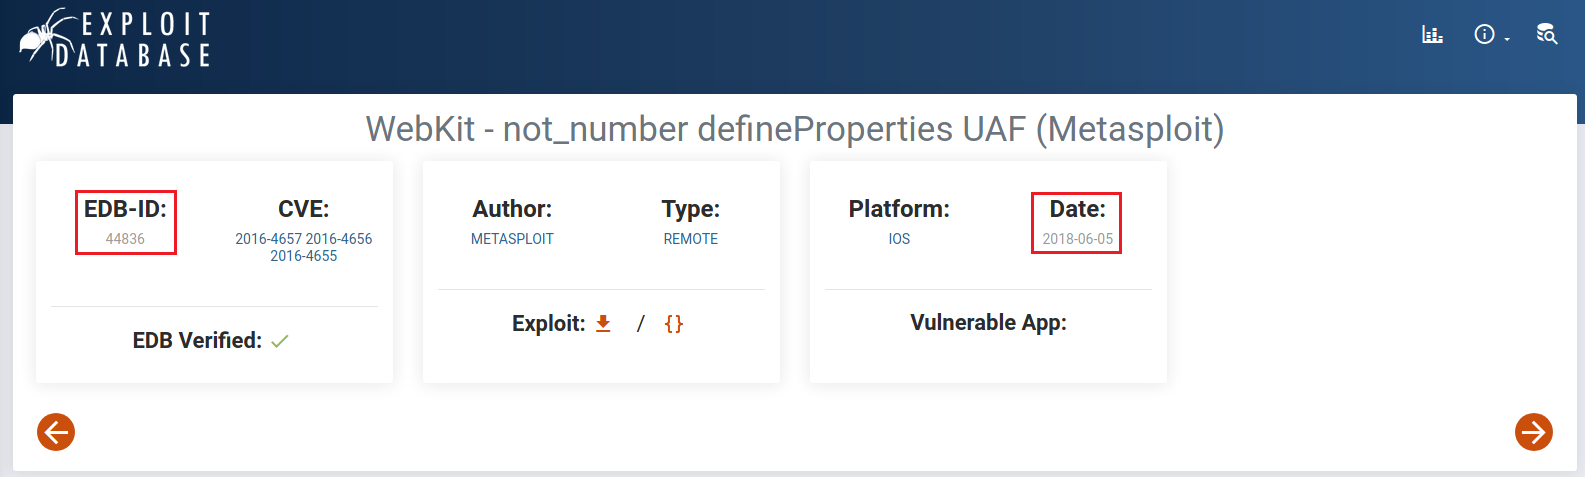 EXPLOIT
DATABASE
WebKit - not_number defineProperties UAF (Metasploit)
EDB-ID:
44836
CVE:
2016-4657 2016-4656
2016-4655
EDB Verified:
Author:
METASPLOIT
Type:
REMOTE
Exploit: / {}
Platform:
IOS
Date:
2018-06-05
Vulnerable App: